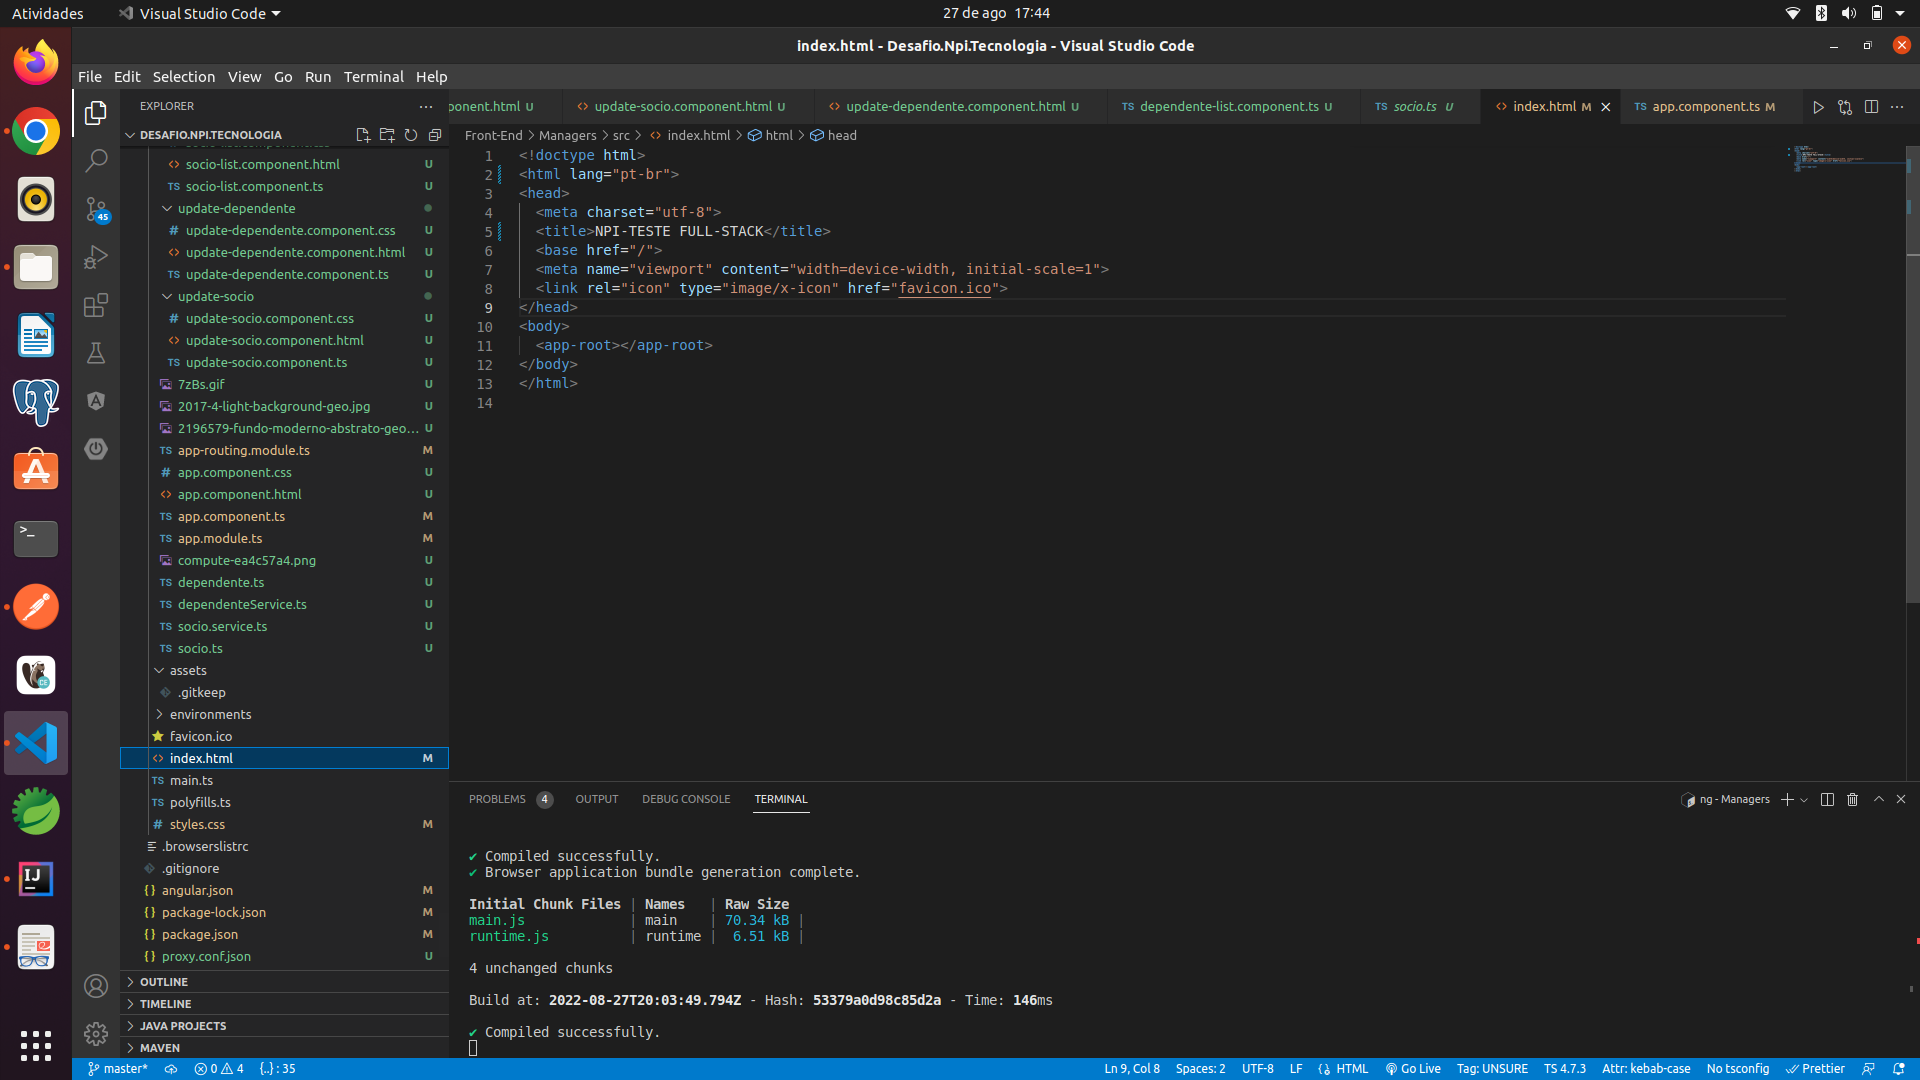 Atividades
Visual Studio Code
27 de ago 17:44
index.html - Desafio.Npi.Tecnologia - Visual Studio Code
File Edit Selection View Go Run Terminal Help
EXPLORER
ponent.html U
update-socio.component.html U
update-dependente.component.html U
dependente-list.component.ts U
socio.ts U
index.html M
app.component.ts M
DESAFIO.NPI.TECNOLOGIA
Front-End > Managers > src > index.html > html > head
socio-list.component.html U
socio-list.component.ts U
update-dependente
update-dependente.component.css U
update-dependente.component.html U
update-dependente.component.ts U
update-socio
update-socio.component.css U
update-socio.component.html U
update-socio.component.ts U
7zBs.gif U
2017-4-light-background-geo.jpg U
2196579-fundo-moderno-abstrato-geo... U
app-routing.module.ts M
app.component.css U
app.component.html U
app.component.ts M
app.module.ts M
compute-ea4c57a4.png U
dependente.ts U
dependenteService.ts U
socio.service.ts U
socio.ts U
assets
.gitkeep
environments
favicon.ico
index.html M
main.ts
polyfills.ts
styles.css M
.browserslistrc
.gitignore
angular.json M
package-lock.json M
package.json M
proxy.conf.json U
OUTLINE
TIMELINE
JAVA PROJECTS
MAVEN
45
1 <!doctype html>
2 <html lang="pt-br">
3 <head>
4 <meta charset="utf-8">
5 <title>NPI-TESTE FULL-STACK</title>
6 <base href="/">
7 <meta name="viewport" content="width=device-width, initial-scale=1">
8 <link rel="icon" type="image/x-icon" href="favicon.ico">
9 </head>
10 <body>
11 <app-root></app-root>
12 </body>
13 </html>
14
PROBLEMS 4 OUTPUT DEBUG CONSOLE TERMINAL
ng - Managers
✔ Compiled successfully.
✔ Browser application bundle generation complete.
Initial Chunk Files | Names | Raw Size
main.js | main | 70.34 kB |
runtime.js | runtime | 6.51 kB |
4 unchanged chunks
Build at: 2022-08-27T20:03:49.794Z - Hash: 53379a0d98c85d2a - Time: 146ms
✔ Compiled successfully.
master* 0 4 {..} : 35
Ln 9, Col 8 Spaces: 2 UTF-8 LF HTML Go Live Tag: UNSURE TS 4.7.3 Attr: kebab-case No tsconfig Prettier